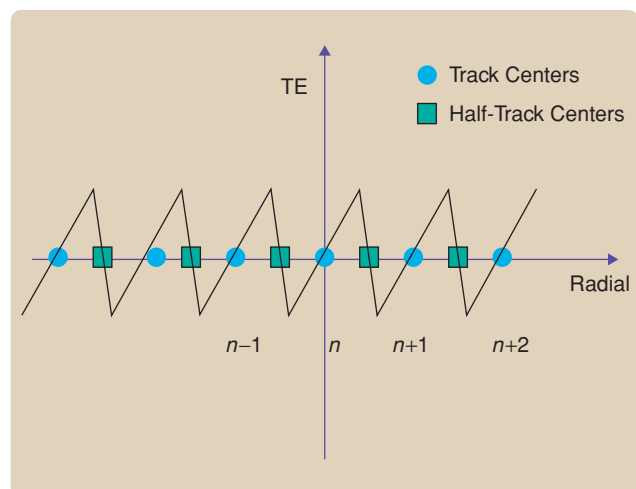 TE
Track Centers
Half-Track Centers
Radial
n−1 n n+1 n+2